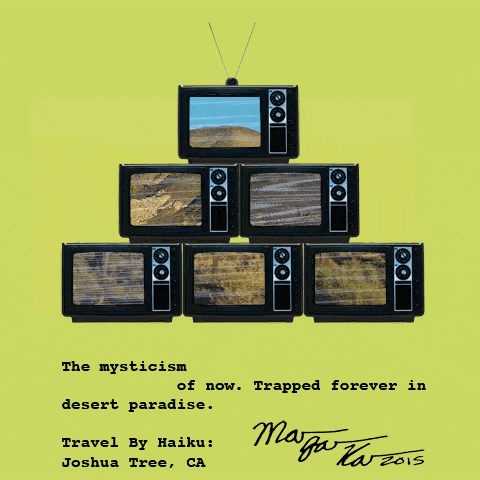 The mysticism
of now. Trapped forever in
desert paradise.
Travel By Haiku:
Joshua Tree, CA
2015